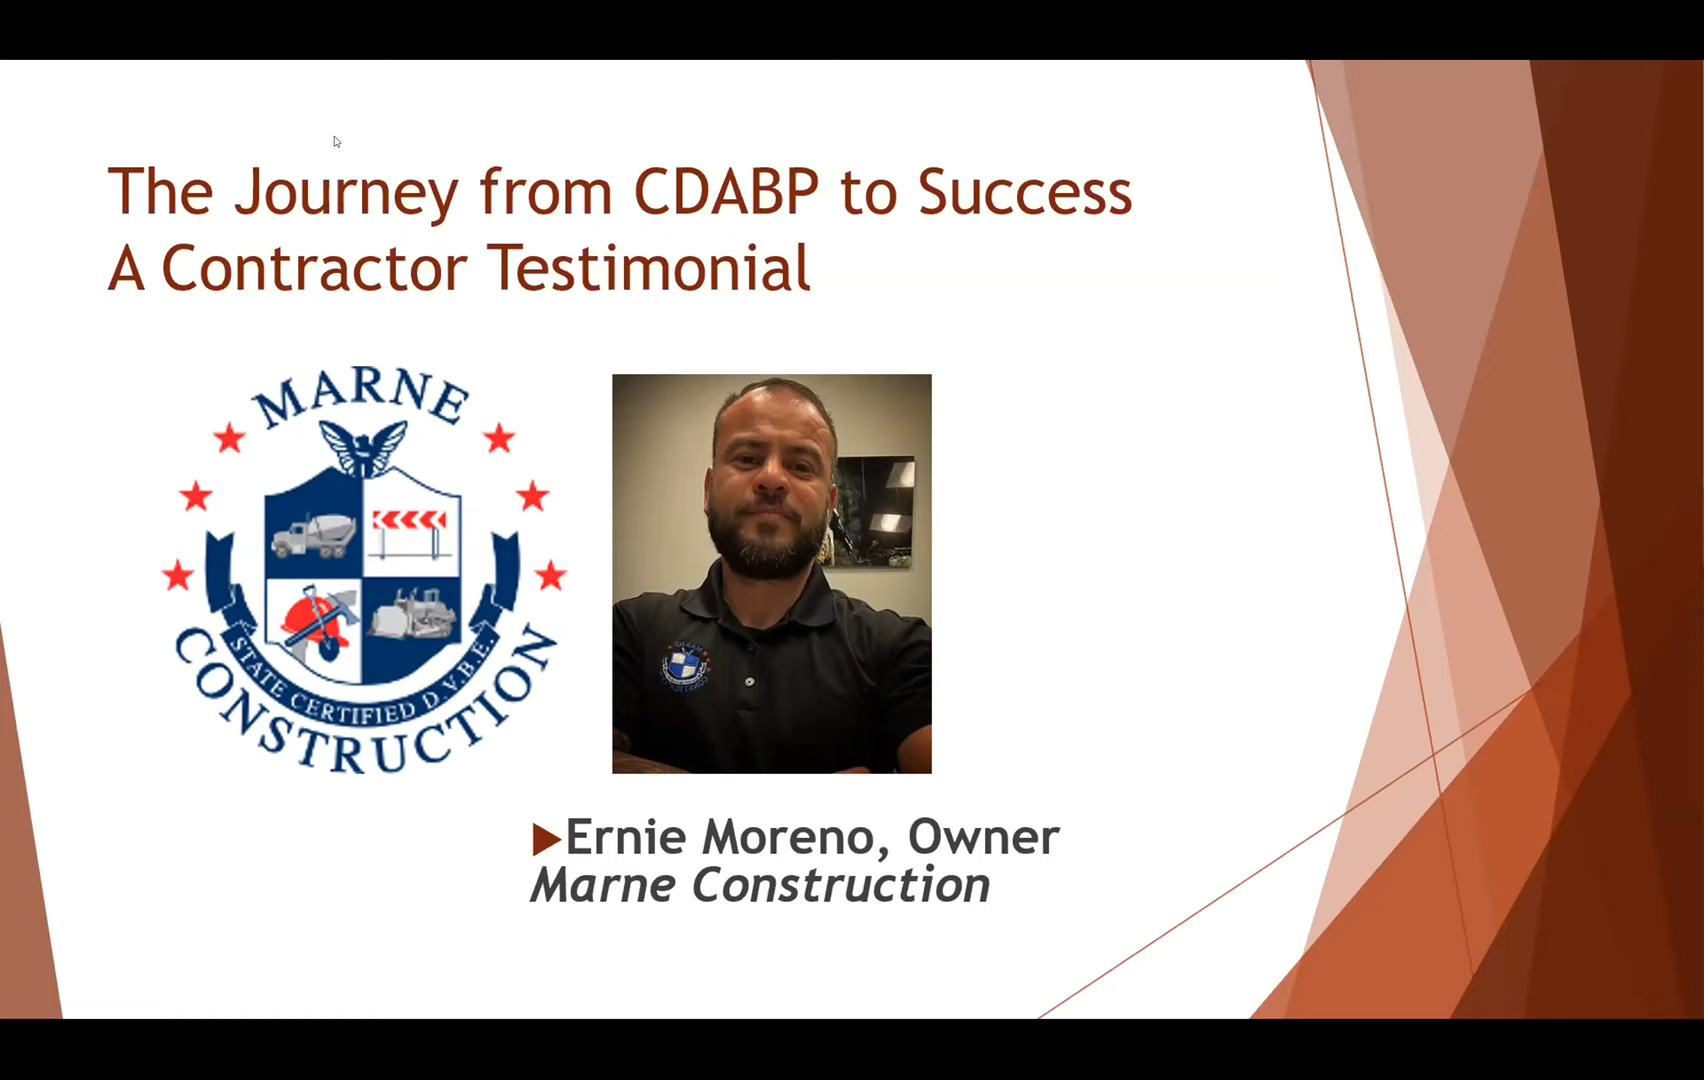 The Journey from CDABP to Success
A Contractor Testimonial
MARNE
STATE CERTIFIED D.V.B.E.
CONSTRUCTION
Ernie Moreno, Owner
Marne Construction